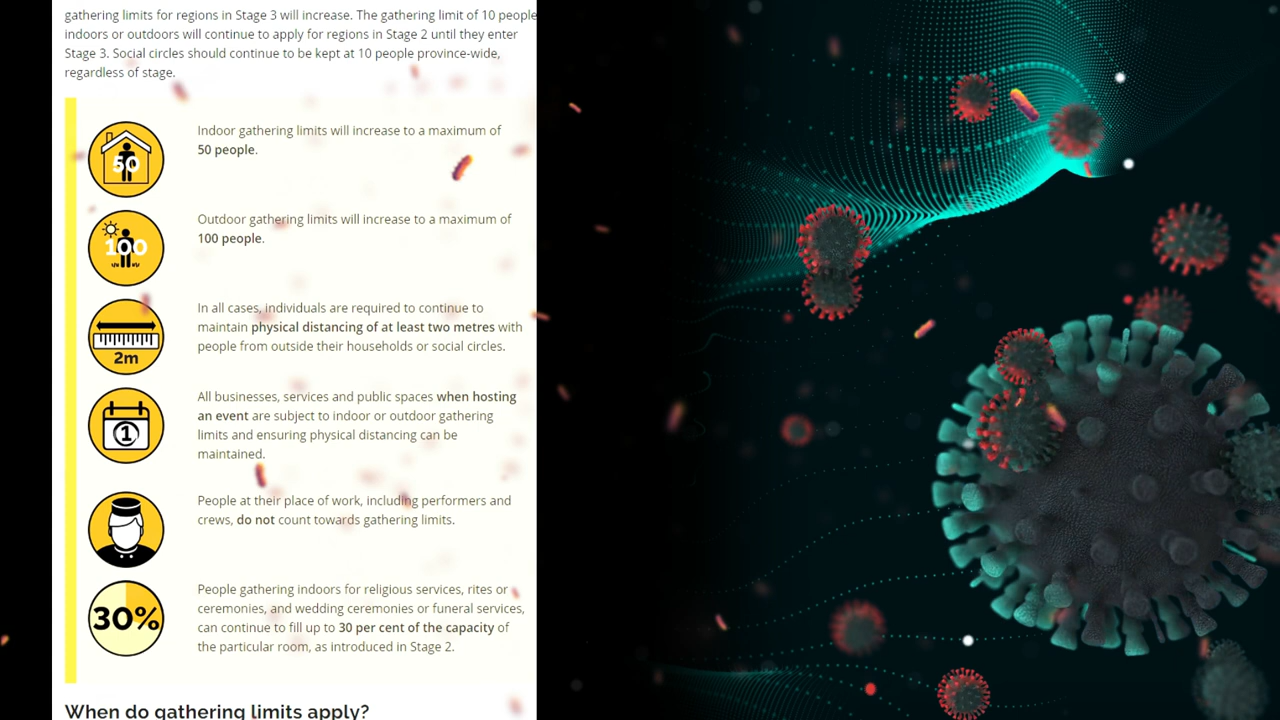 gathering limits for regions in Stage 3 will increase. The gathering limit of 10 people
indoors or outdoors will continue to apply for regions in Stage 2 until they enter
Stage 3. Social circles should continue to be kept at 10 people province-wide,
regardless of stage.
50
Indoor gathering limits will increase to a maximum of
50 people.
100
Outdoor gathering limits will increase to a maximum of
100 people.
2m
In all cases, individuals are required to continue to
maintain physical distancing of at least two metres with
people from outside their households or social circles.
1
All businesses, services and public spaces when hosting
an event are subject to indoor or outdoor gathering
limits and ensuring physical distancing can be
maintained.
People at their place of work, including performers and
crews, do not count towards gathering limits.
30%
People gathering indoors for religious services, rites or
ceremonies, and wedding ceremonies or funeral services,
can continue to fill up to 30 per cent of the capacity of
the particular room, as introduced in Stage 2.
When do gathering limits apply?